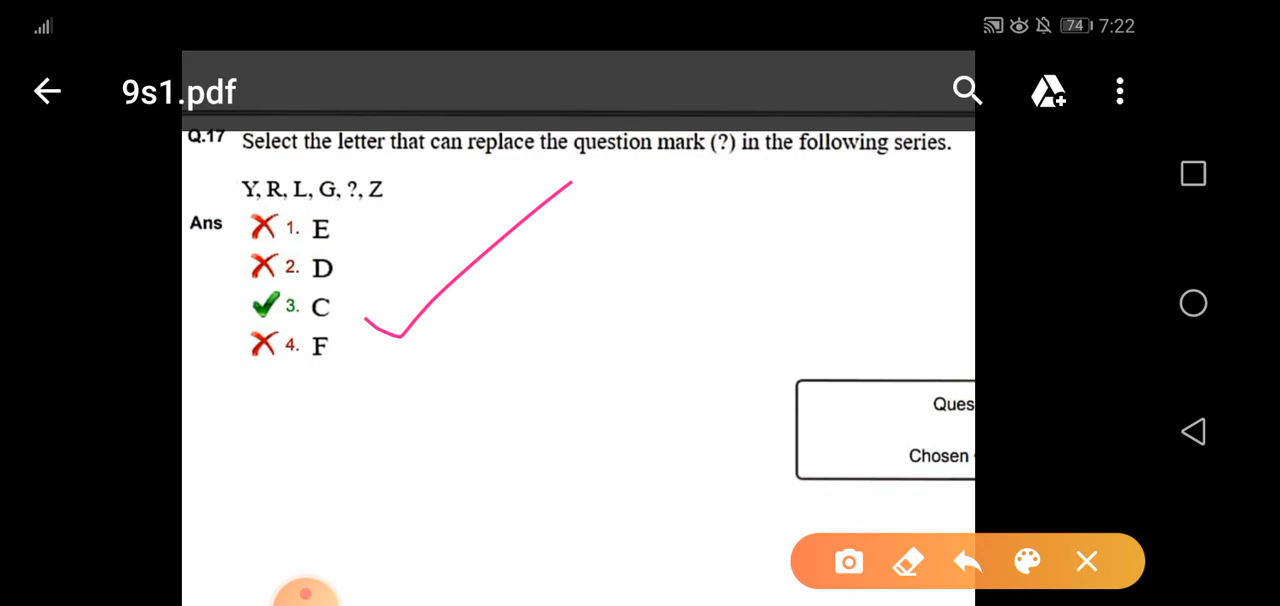 74 7:22
9s1.pdf
Q.17 Select the letter that can replace the question mark (?) in the following series.
Y, R, L, G, ?, Z
Ans 1. E
2. D
3. C
4. F
Ques
Chosen